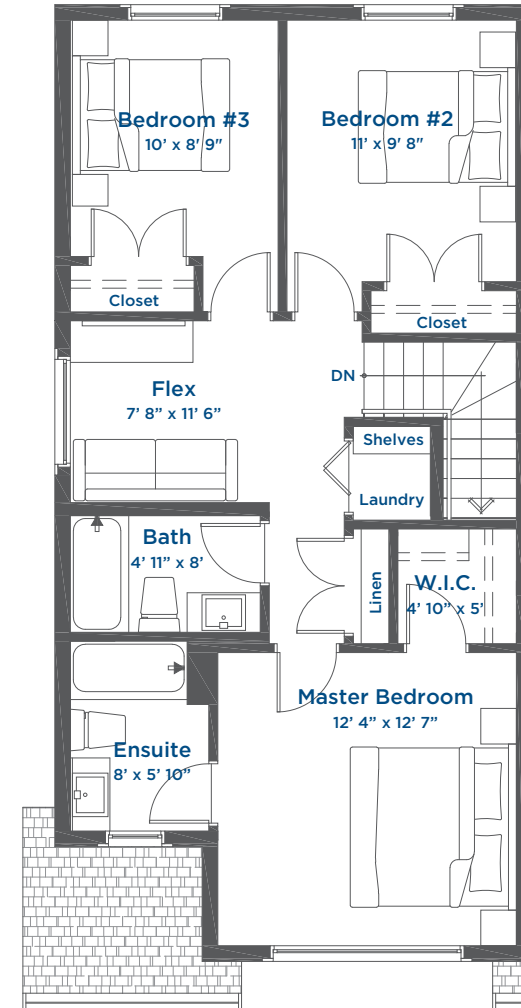 Bedroom #3
10’ x 8' 9"
Bedroom #2
11’ x 9' 8"
Closet
Closet
DN
Flex
7’ 8” x 11’ 6”
Shelves
Laundry
Bath
4’ 11” x 8’
Linen
W.I.C.
4’ 10” x 5’
Master Bedroom
12’ 4” x 12’ 7”
Ensuite
8’ x 5’ 10”